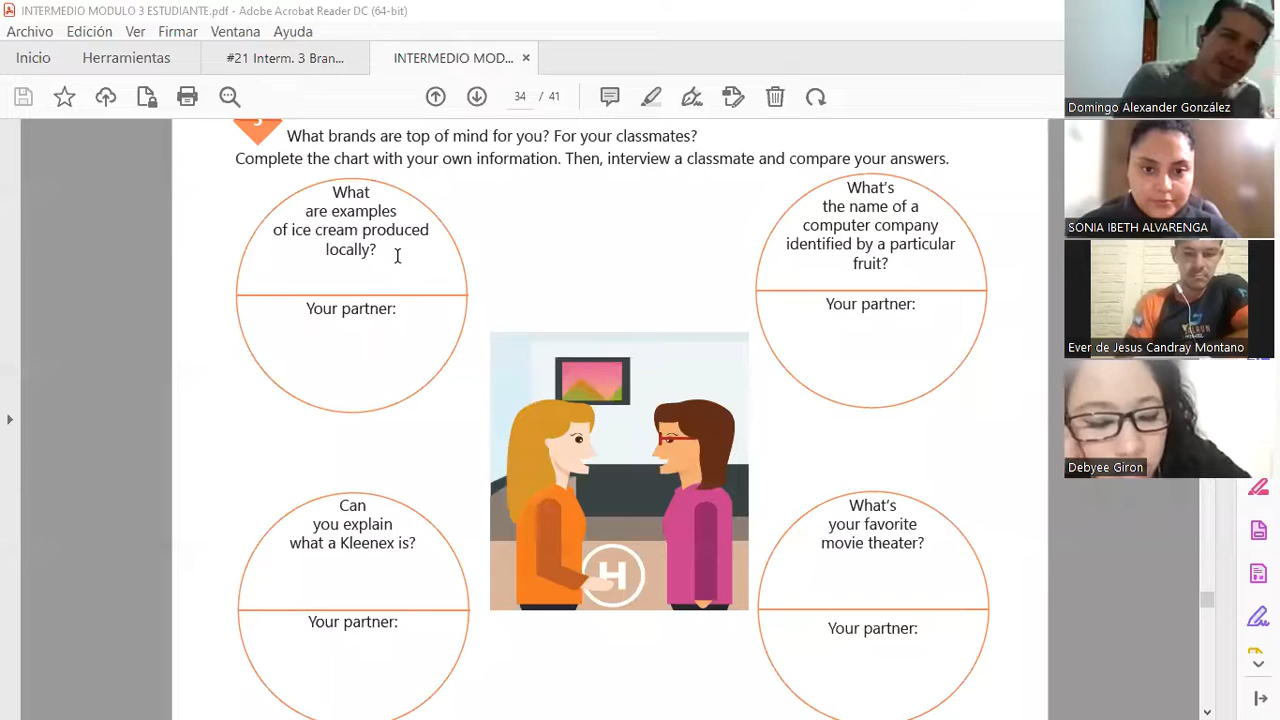 INTERMEDIO MODULO 3 ESTUDIANTE.pdf - Adobe Acrobat Reader DC (64-bit)
Archivo Edición Ver Firmar Ventana Ayuda
Inicio Herramientas #21 Interm. 3 Bran... INTERMEDIO MOD... ×
34 / 41
What brands are top of mind for you? For your classmates?
Complete the chart with your own information. Then, interview a classmate and compare your answers.
What
are examples
of ice cream produced
locally?
Your partner:
What's
the name of a
computer company
identified by a particular
fruit?
Your partner:
Can
you explain
what a Kleenex is?
Your partner:
What's
your favorite
movie theater?
Your partner:
H
Domingo Alexander González
SONIA IBETH ALVARENGA
Ever de Jesus Candray Montano
Debyee Giron